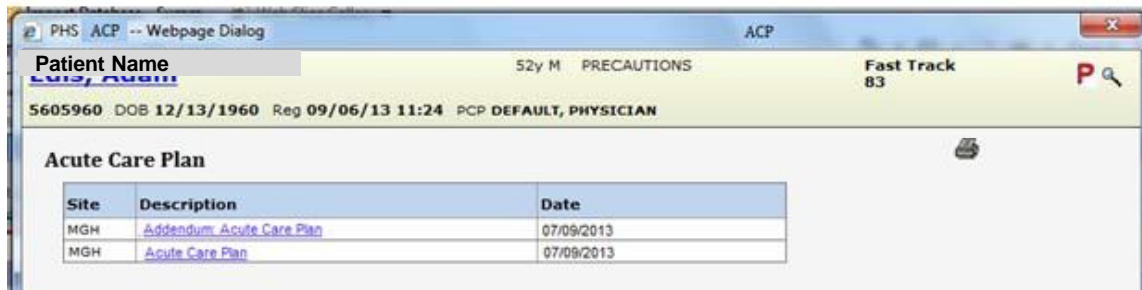 PHS ACP -- Webpage Dialog ACP
Patient Name 52y M PRECAUTIONS Fast Track P
83
5605960 DOB 12/13/1960 Reg 09/06/13 11:24 PCP DEFAULT, PHYSICIAN
Acute Care Plan
Site Description Date
MGH Addendum: Acute Care Plan 07/09/2013
MGH Acute Care Plan 07/09/2013